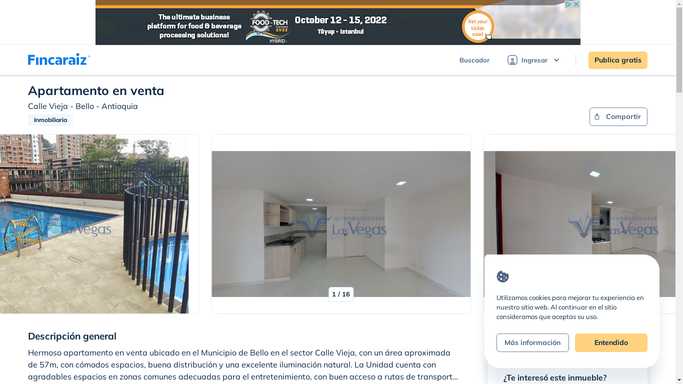 The ultimate business
platform for food & beverage
processing solutions!
FOOD-TECH
HYBRID
October 12 - 15, 2022
Tüyap - Istanbul
Fincaraiz
Buscador
Ingresar
Publica gratis
Apartamento en venta
Calle Vieja - Bello - Antioquia
Inmobiliaria
Compartir
Las Vegas
Las Vegas
1 / 16
Utilizamos cookies para mejorar tu experiencia en
nuestro sitio web. Al continuar en el sitio
consideramos que aceptas su uso.
Más información
Entendido
Descripción general
Hermoso apartamento en venta ubicado en el Municipio de Bello en el sector Calle Vieja, con un área aproximada
de 57m, con cómodos espacios, buena distribución y una excelente iluminación natural. La Unidad cuenta con
agradables espacios en zonas comunes adecuadas para el entretenimiento, con buen acceso a rutas de transport...
¿Te interesó este inmueble?